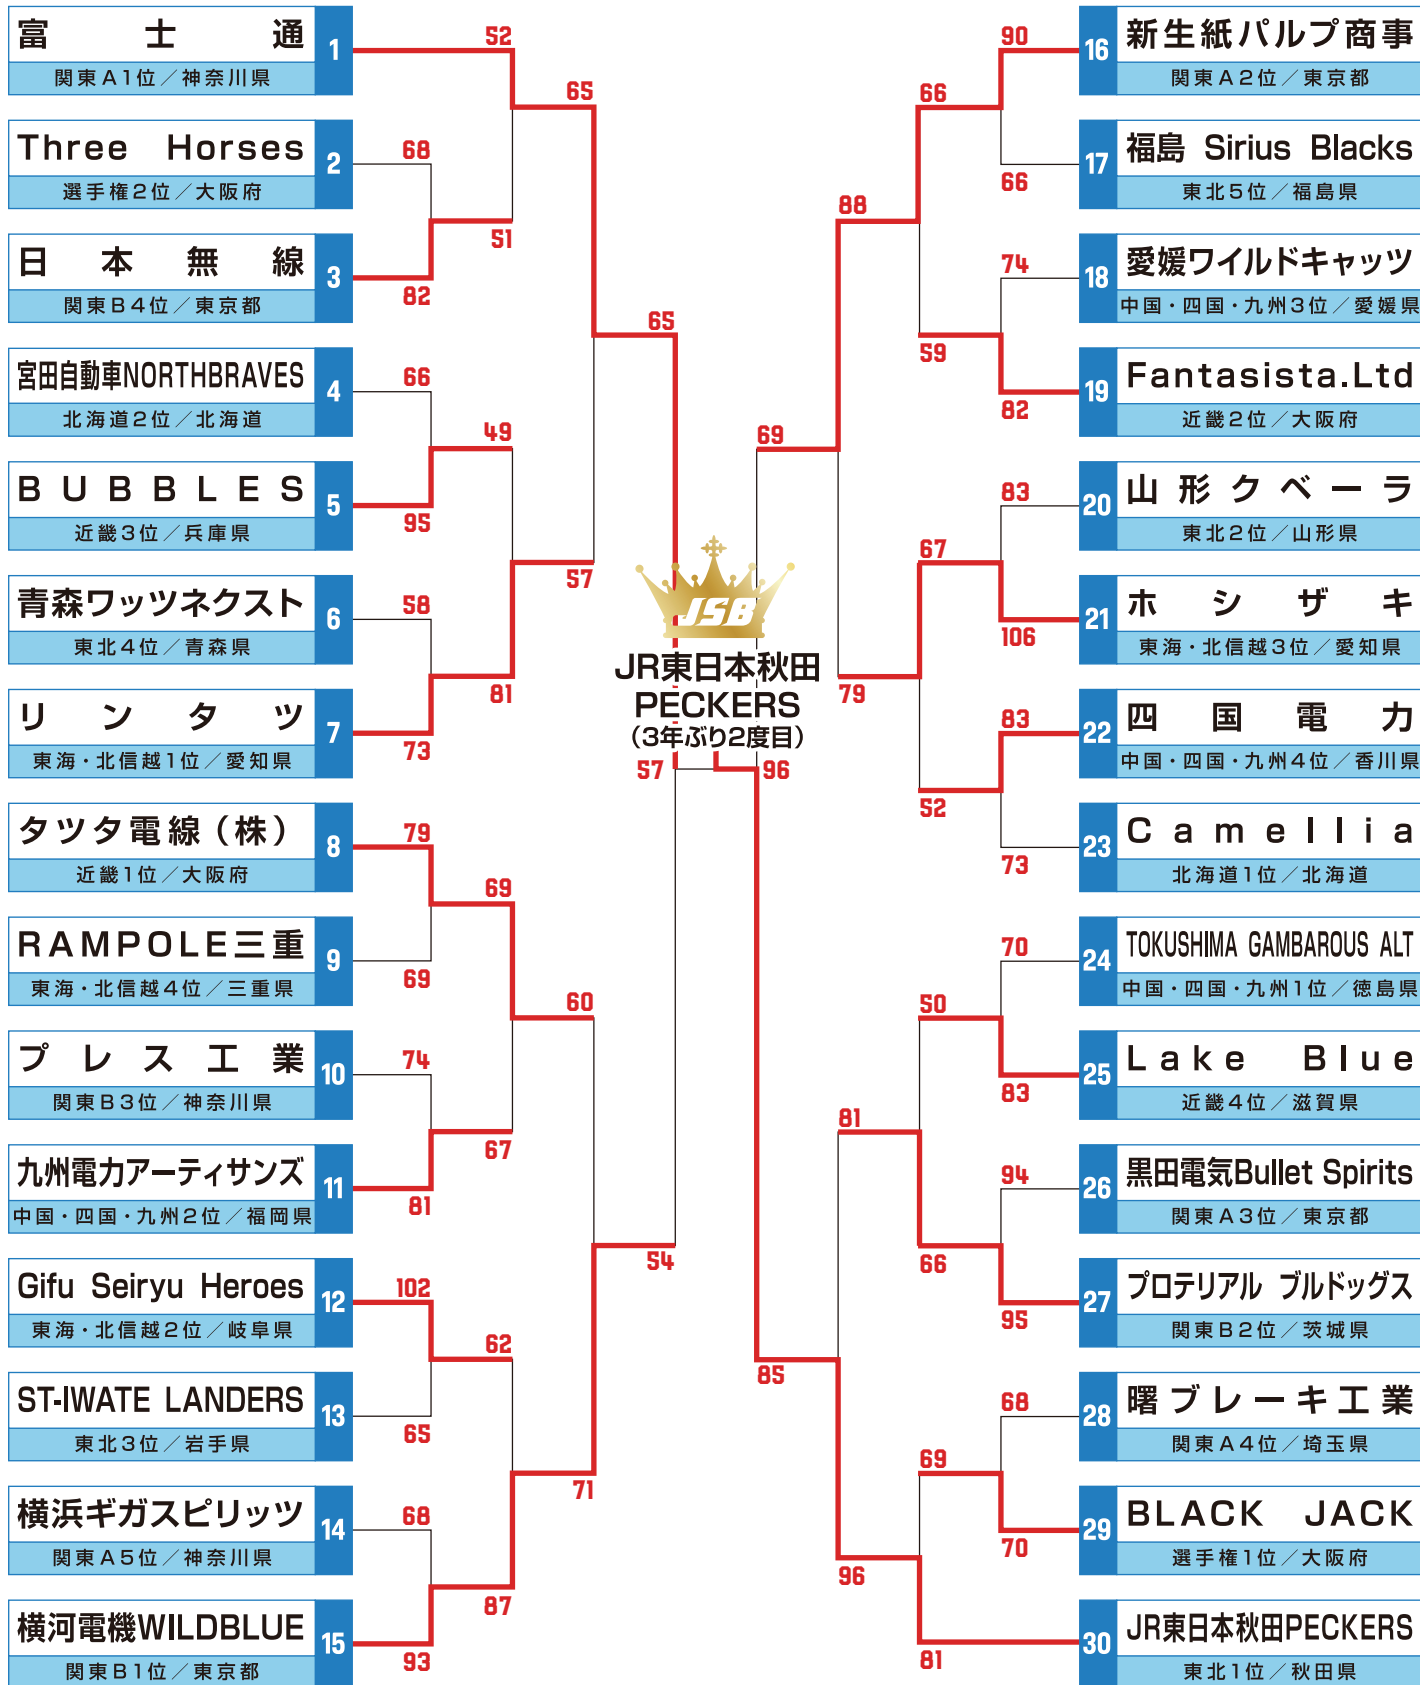 富士通
1
関東A1位／神奈川県
52
Three Horses
2
選手権2位／大阪府
68
日本無線
3
関東B4位／東京都
82
宮田自動車NORTHBRAVES
4
北海道2位／北海道
66
BUBBLES
5
近畿3位／兵庫県
95
青森ワッツネクスト
6
東北4位／青森県
58
リンタツ
7
東海・北信越1位／愛知県
73
タツタ電線（株）
8
近畿1位／大阪府
79
RAMPOLE三重
9
東海・北信越4位／三重県
69
プレス工業
10
関東B3位／神奈川県
74
九州電力アーティサンズ
11
中国・四国・九州2位／福岡県
81
Gifu Seiryu Heroes
12
東海・北信越2位／岐阜県
102
ST-IWATE LANDERS
13
東北3位／岩手県
65
横浜ギガスピリッツ
14
関東A5位／神奈川県
68
横河電機WILDBLUE
15
関東B1位／東京都
93
51
49
81
69
67
62
87
65
57
60
71
65
54
JSB
JR東日本秋田
PECKERS
（3年ぶり2度目）
57
96
69
85
88
79
81
96
66
59
67
52
50
66
69
81
90
16
新生紙パルプ商事
関東A2位／東京都
66
17
福島 Sirius Blacks
東北5位／福島県
74
18
愛媛ワイルドキャッツ
中国・四国・九州3位／愛媛県
82
19
Fantasista.Ltd
近畿2位／大阪府
83
20
山形クベーラ
東北2位／山形県
106
21
ホシザキ
東海・北信越3位／愛知県
83
22
四国電力
中国・四国・九州4位／香川県
73
23
Camellia
北海道1位／北海道
70
24
TOKUSHIMA GAMBAROUS ALT
中国・四国・九州1位／徳島県
83
25
Lake Blue
近畿4位／滋賀県
94
26
黒田電気Bullet Spirits
関東A3位／東京都
95
27
プロテリアル ブルドッグス
関東B2位／茨城県
68
28
曙ブレーキ工業
関東A4位／埼玉県
70
29
BLACK JACK
選手権1位／大阪府
30
JR東日本秋田PECKERS
東北1位／秋田県